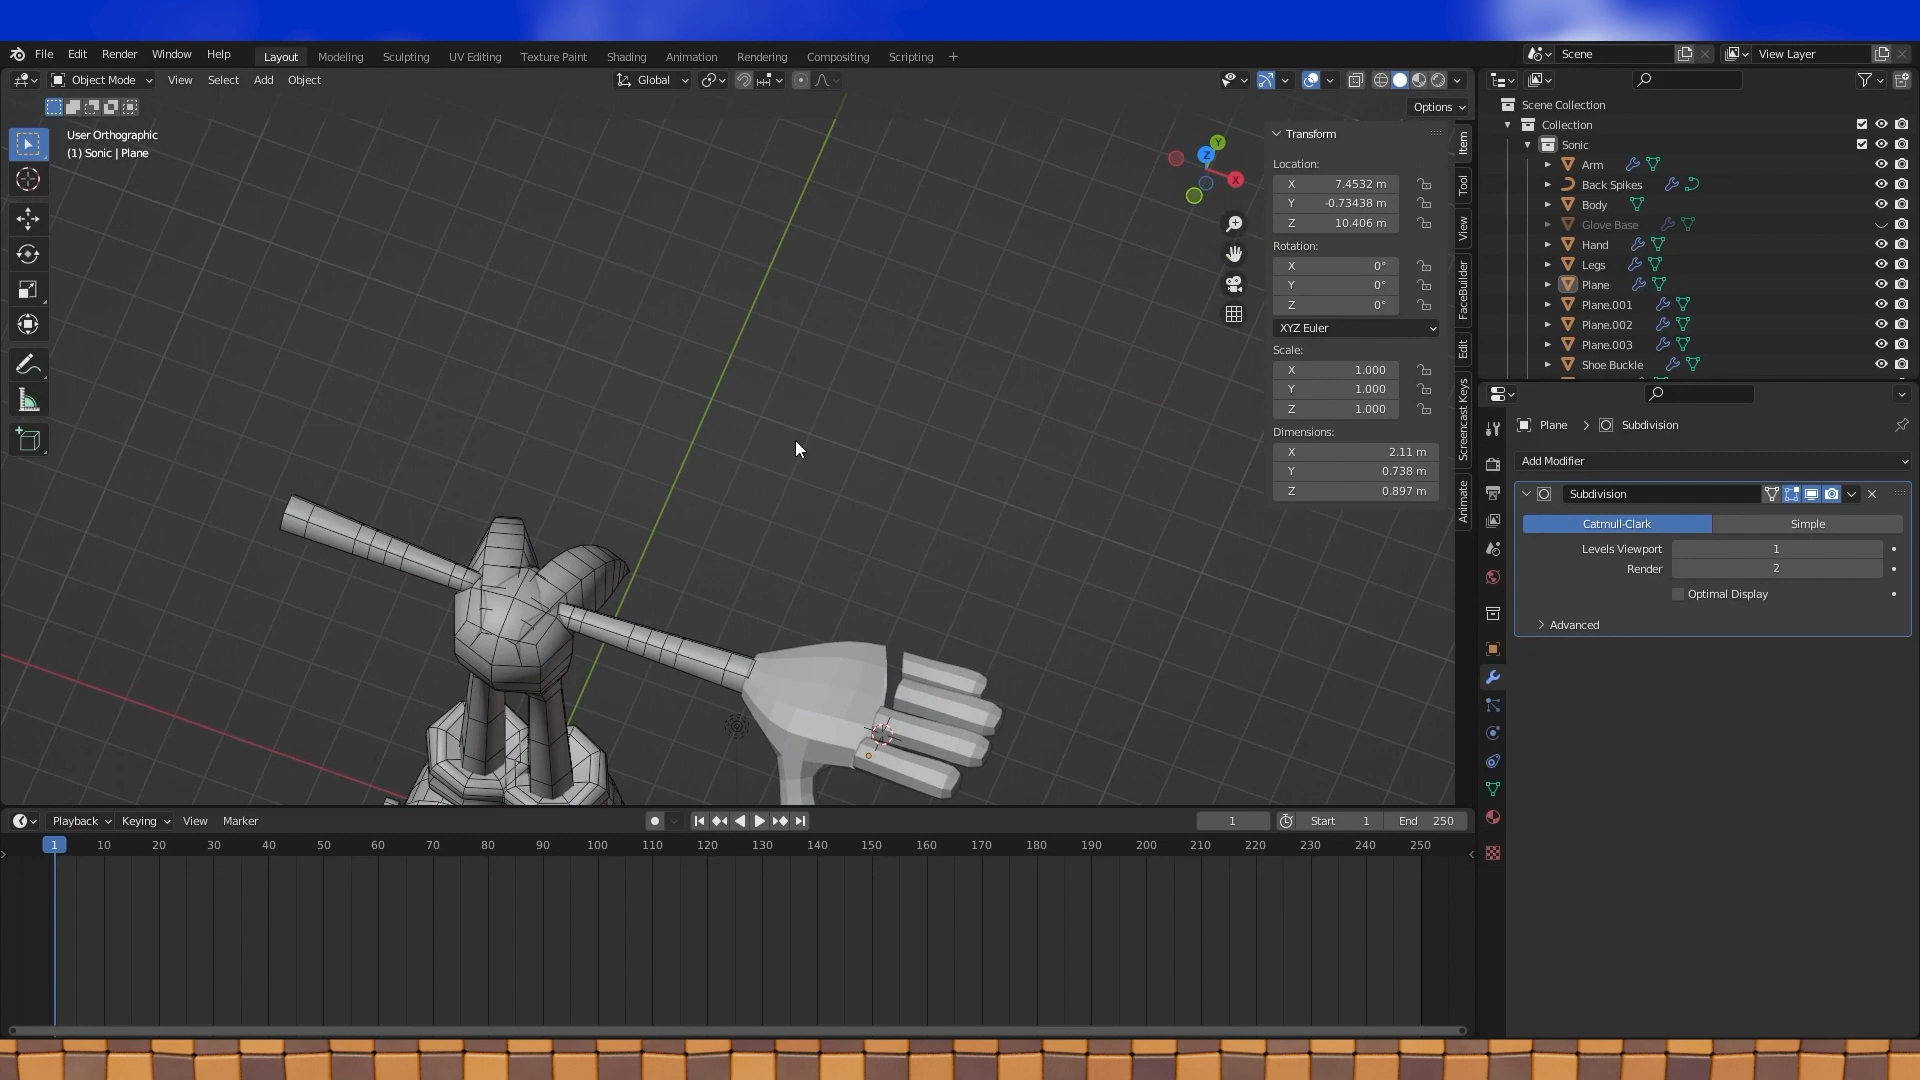 File Edit Render Window Help Layout Modeling Sculpting UV Editing Texture Paint Shading Animation Rendering Compositing Scripting + Scene View Layer
Object Mode View Select Add Object Global
Options
User Orthographic
(1) Sonic | Plane
Y
Z
X
Transform
Location:
X 7.4532 m
Y -0.73438 m
Z 10.406 m
Rotation:
X 0°
Y 0°
Z 0°
XYZ Euler
Scale:
X 1.000
Y 1.000
Z 1.000
Dimensions:
X 2.11 m
Y 0.738 m
Z 0.897 m
Item
Tool
View
FaceBuilder
Edit
Screencast Keys
Animate
Scene Collection
Collection
Sonic
Arm
Back Spikes
Body
Glove Base
Hand
Legs
Plane
Plane.001
Plane.002
Plane.003
Shoe Buckle
Plane > Subdivision
Add Modifier
Subdivision
Catmull-Clark Simple
Levels Viewport 1
Render 2
Optimal Display
Advanced
Playback Keying View Marker 1 Start 1 End 250
1 10 20 30 40 50 60 70 80 90 100 110 120 130 140 150 160 170 180 190 200 210 220 230 240 250